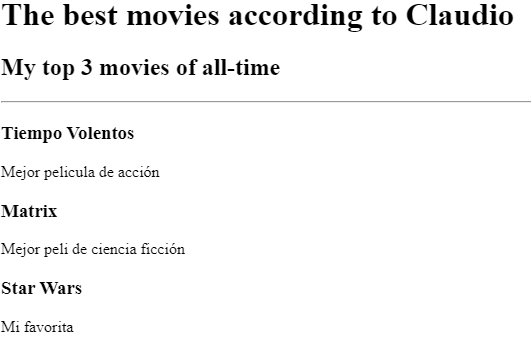 The best movies according to Claudio
My top 3 movies of all-time
Tiempo Volentos
Mejor pelicula de acción
Matrix
Mejor peli de ciencia ficción
Star Wars
Mi favorita